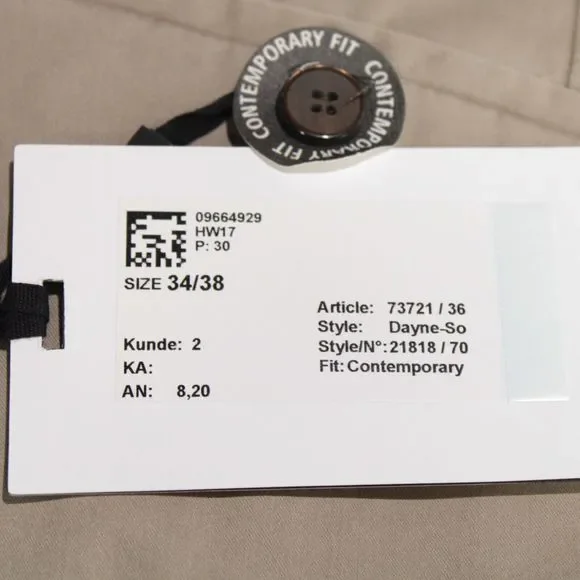 CONTEMPORARY FIT CONTEMPORARY FIT
09664929
HW17
P: 30
SIZE 34/38
Article: 73721 / 36
Style: Dayne-So
Kunde: 2
Style/N°: 21818 / 70
KA:
Fit: Contemporary
AN: 8,20